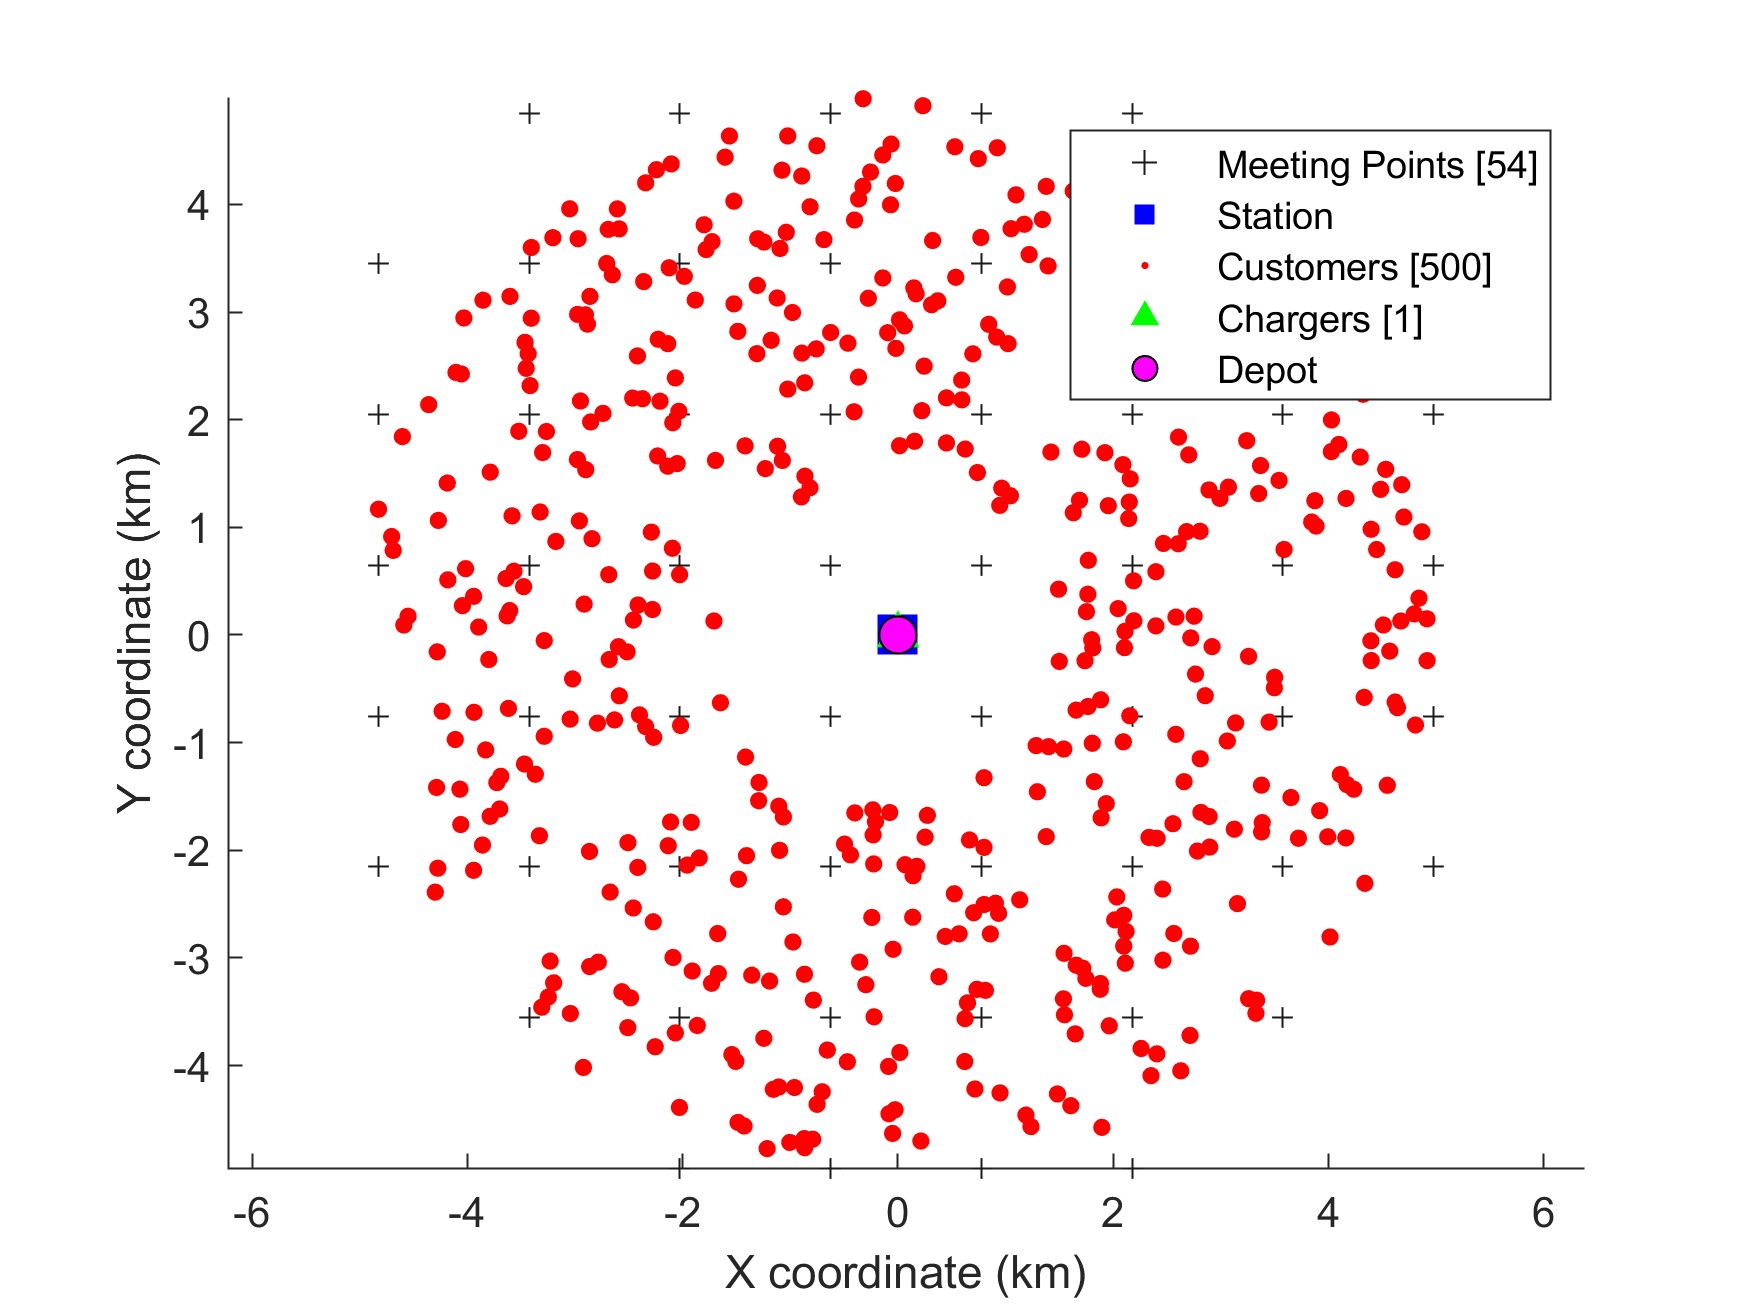 Meeting Points [54]
Station
Customers [500]
Chargers [1]
Depot
Y coordinate (km)
4
3
2
1
0
-1
-2
-3
-4
-6 -4 -2 0 2 4 6
X coordinate (km)